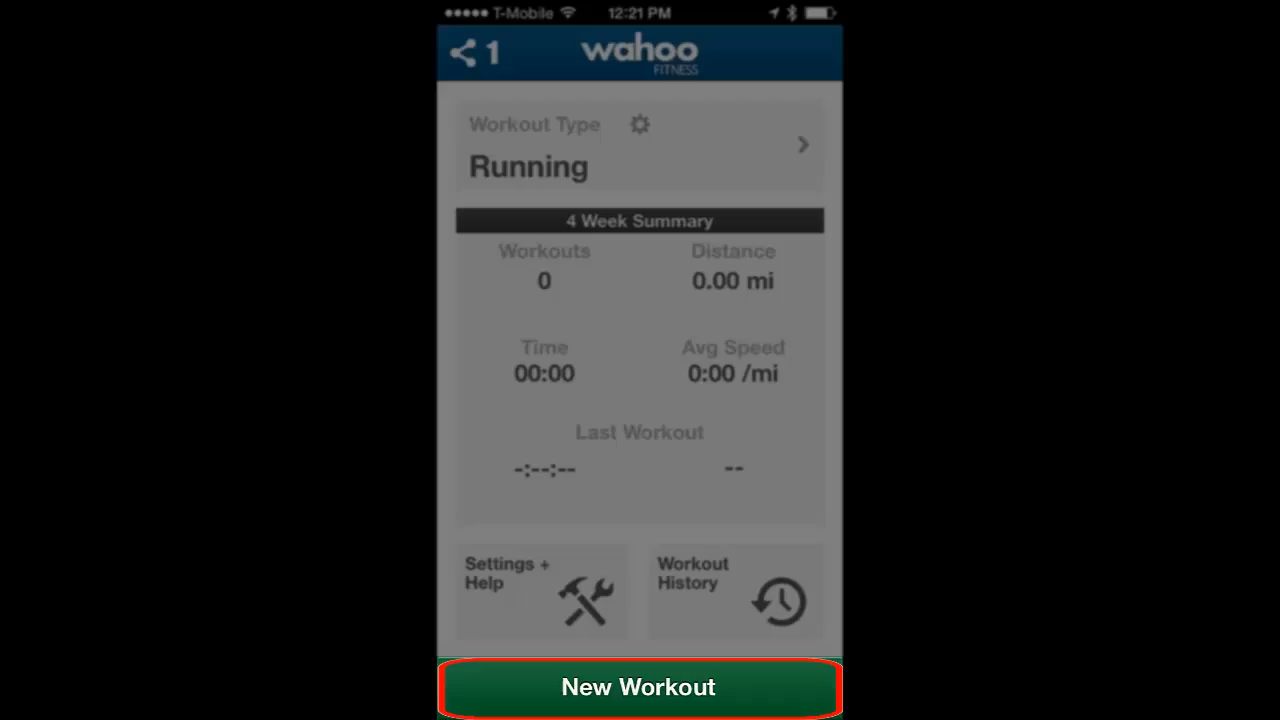 T-Mobile 12:21 PM
1 wahoo
FITNESS
Workout Type
Running
4 Week Summary
Workouts Distance
0 0.00 mi
Time Avg Speed
00:00 0:00 /mi
Last Workout
-:--:-- --
Settings +
Help
Workout
History
New Workout